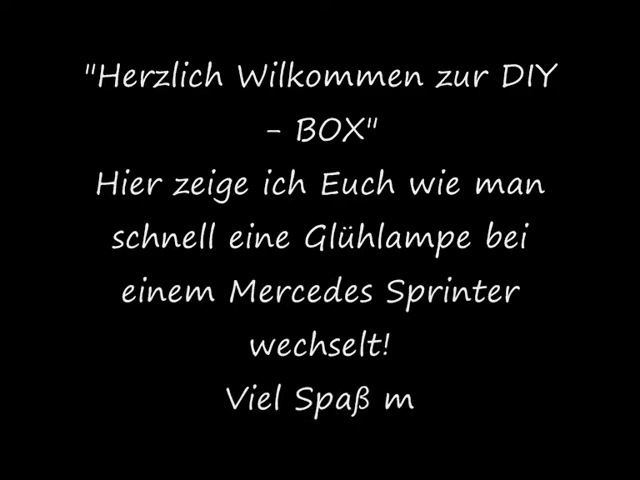 "Herzlich Wilkommen zur DIY
- BOX"
Hier zeige ich Euch wie man
schnell eine Glühlampe bei
einem Mercedes Sprinter
wechselt!
Viel Spaß m